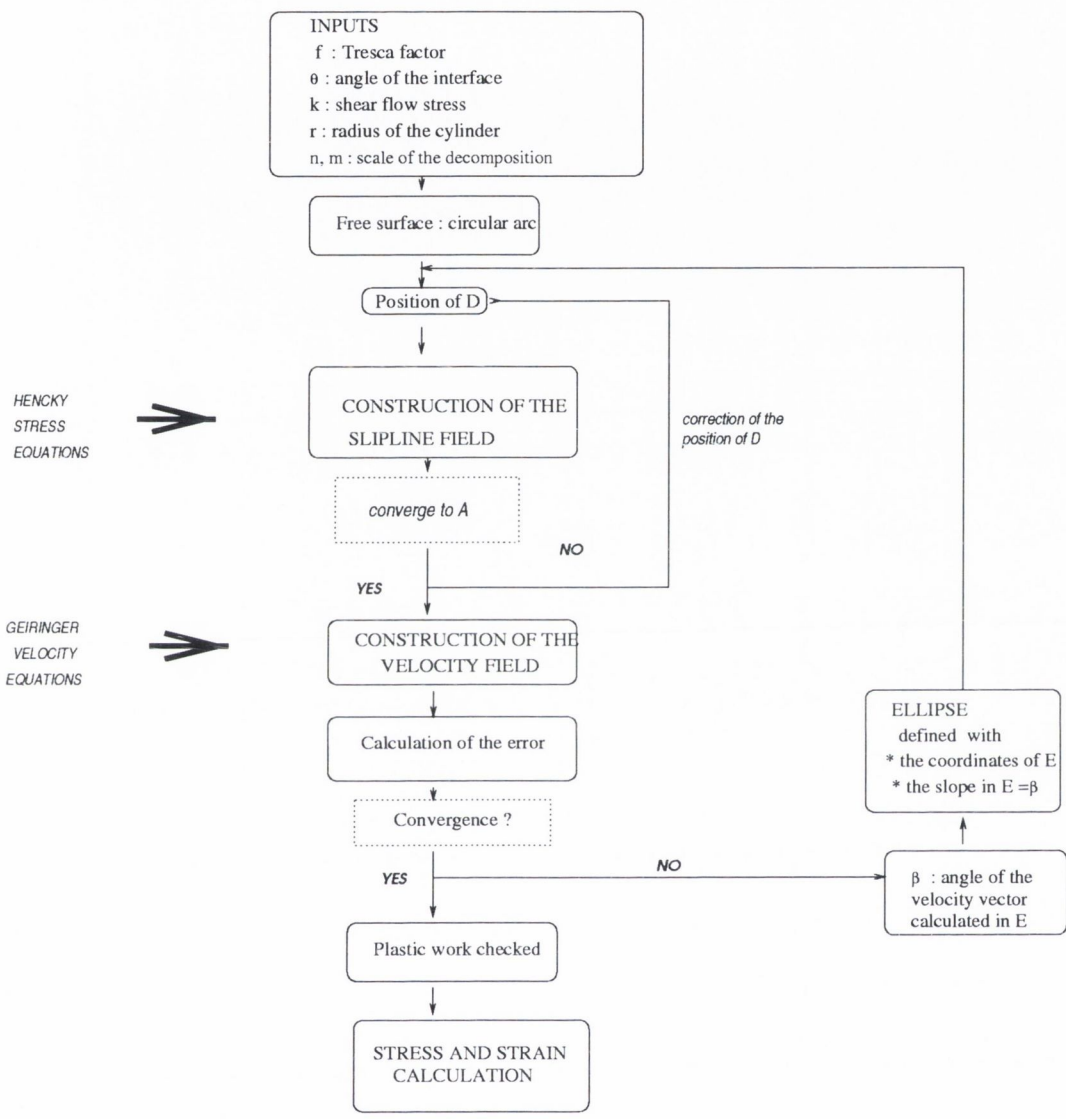 INPUTS
f : Tresca factor
θ : angle of the interface
k : shear flow stress
r : radius of the cylinder
n, m : scale of the decomposition
Free surface : circular arc
Position of D
HENCKY
STRESS
EQUATIONS
CONSTRUCTION OF THE
SLIPLINE FIELD
correction of the
position of D
converge to A
NO
YES
GEIRINGER
VELOCITY
EQUATIONS
CONSTRUCTION OF THE
VELOCITY FIELD
Calculation of the error
ELLIPSE
defined with
* the coordinates of E
* the slope in E =β
Convergence ?
YES
NO
β : angle of the
velocity vector
calculated in E
Plastic work checked
STRESS AND STRAIN
CALCULATION